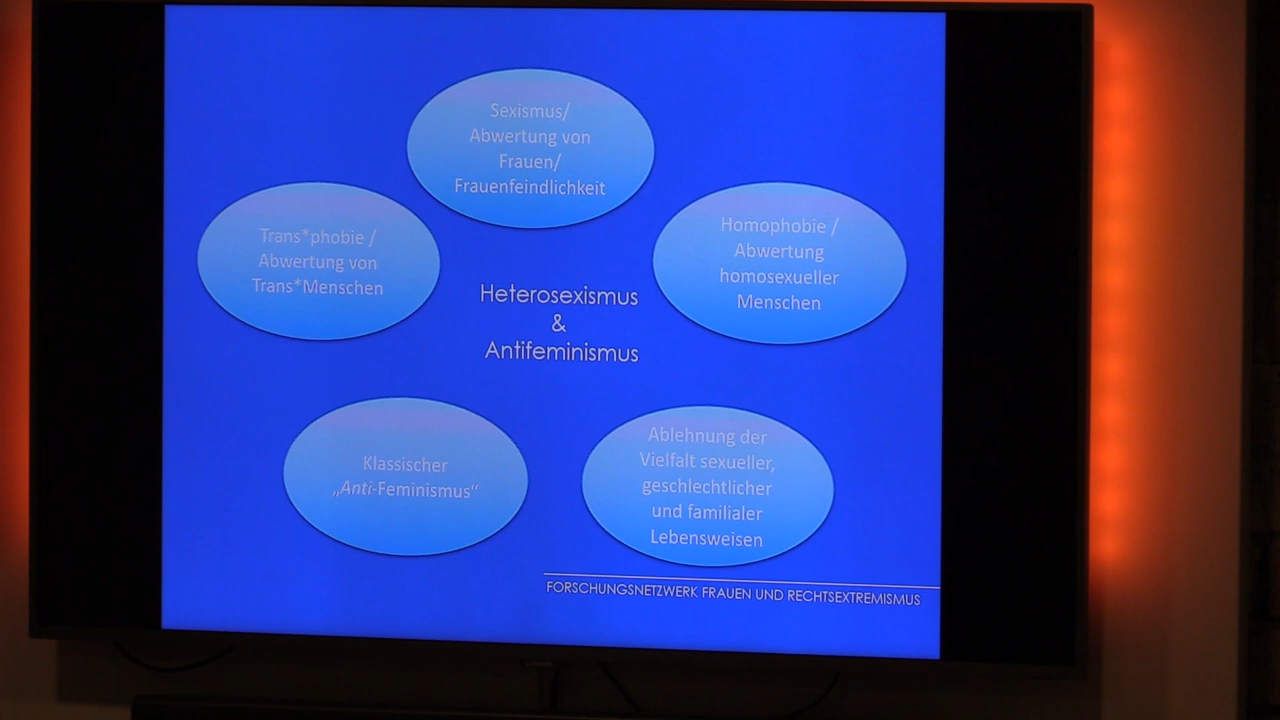 Sexismus/
Abwertung von
Frauen/
Frauenfeindlichkeit
Trans*phobie /
Abwertung von
Trans*Menschen
Homophobie /
Abwertung
homosexueller
Menschen
Heterosexismus
&
Antifeminismus
Klassischer
„Anti-Feminismus“
Ablehnung der
Vielfalt sexueller,
geschlechtlicher
und familialer
Lebensweisen
FORSCHUNGSNETZWERK FRAUEN UND RECHTSEXTREMISMUS